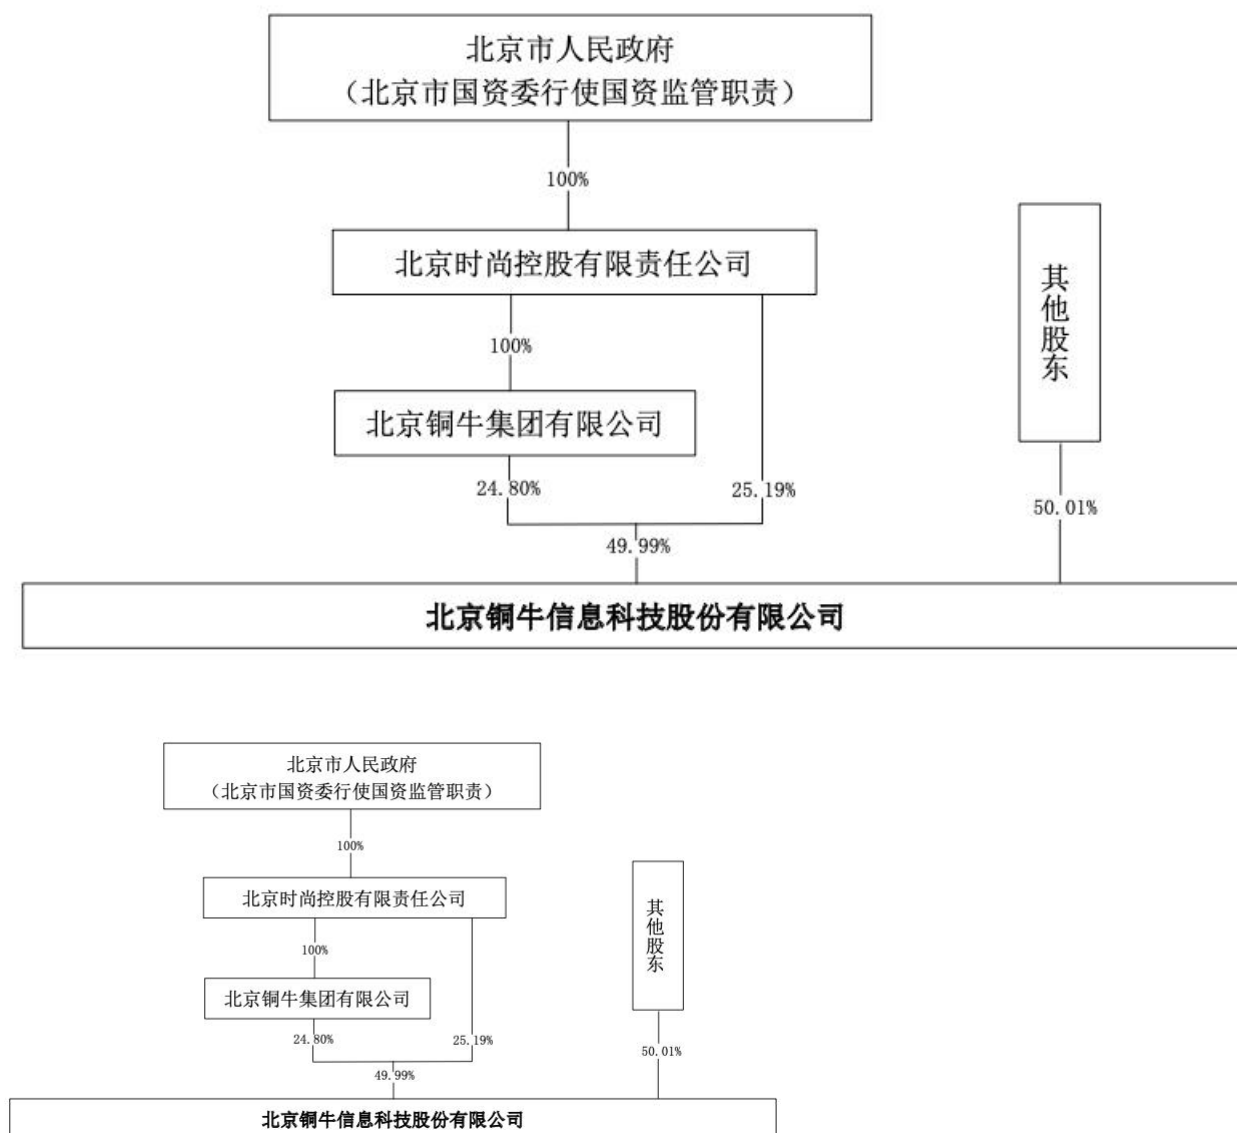 北京市人民政府
（北京市国资委行使国资监管职责）
100%
北京时尚控股有限责任公司
其他股东
100%
北京铜牛集团有限公司
24.80%
25.19%
50.01%
49.99%
北京铜牛信息科技股份有限公司
北京市人民政府
（北京市国资委行使国资监管职责）
100%
北京时尚控股有限责任公司
其他股东
100%
北京铜牛集团有限公司
24.80%
25.19%
50.01%
49.99%
北京铜牛信息科技股份有限公司